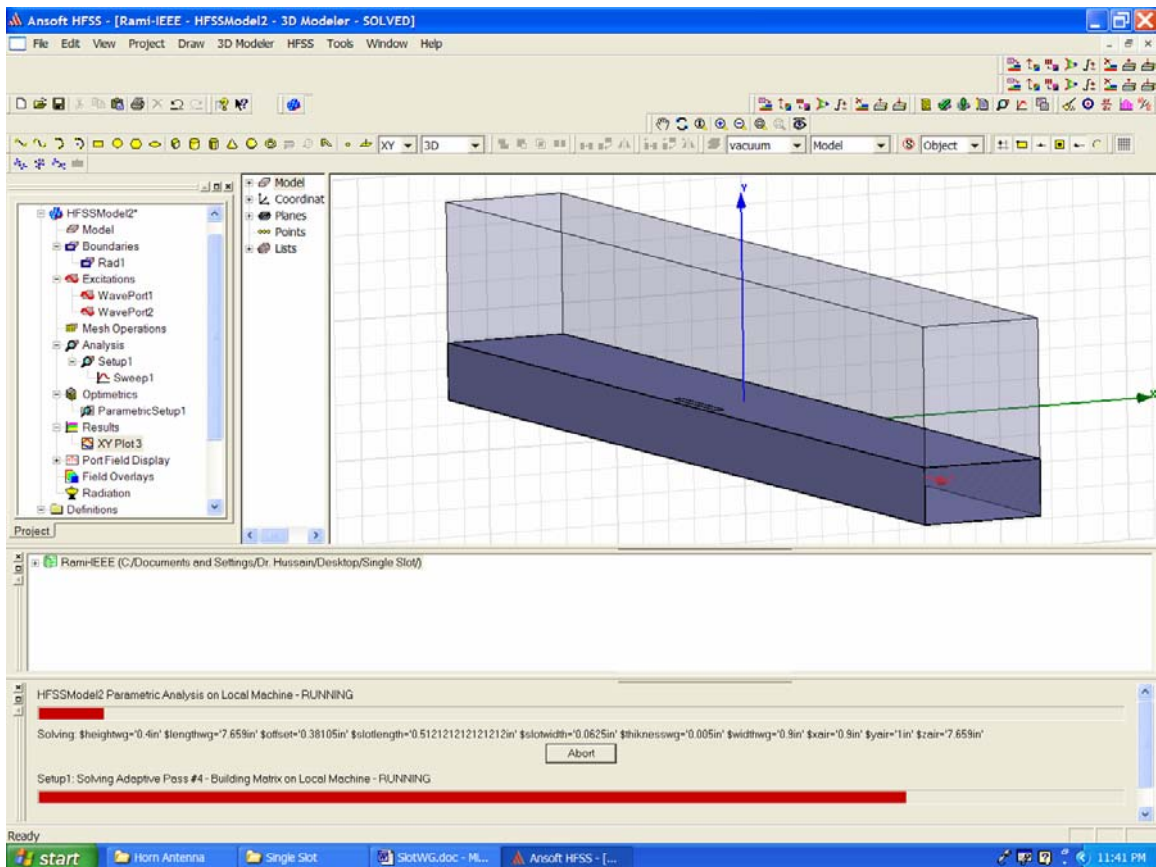 Ansoft HFSS - [Rami-IEEE - HFSSModel2 - 3D Modeler - SOLVED]
File Edit View Project Draw 3D Modeler HFSS Tools Window Help
XY 3D vacuum Model Object
HFSSModel2*
Model
Boundaries
Rad1
Excitations
WavePort1
WavePort2
Mesh Operations
Analysis
Setup1
Sweep1
Optimetrics
ParametricSetup1
Results
XY Plot 3
Port Field Display
Field Overlays
Radiation
Definitions
Project
Model
Coordinat
Planes
Points
Lists
Y
X
Rami-IEEE (C:/Documents and Settings/Dr. Hussain/Desktop/Single Slot/)
HFSSModel2 Parametric Analysis on Local Machine - RUNNING
Solving: $heightwg='0.4in' $lengthwg='7.659in' $offset='0.38105in' $slotlength='0.512121212121212in' $slotwidth='0.0625in' $thiknesswg='0.005in' $widthwg='0.9in' $xair='0.9in' $yair='1in' $zair='7.659in'
Abort
Setup1: Solving Adaptive Pass #4 - Building Matrix on Local Machine - RUNNING
Ready
start Horn Antenna Single Slot SlotWG.doc - Mi... Ansoft HFSS - [... 11:41 PM